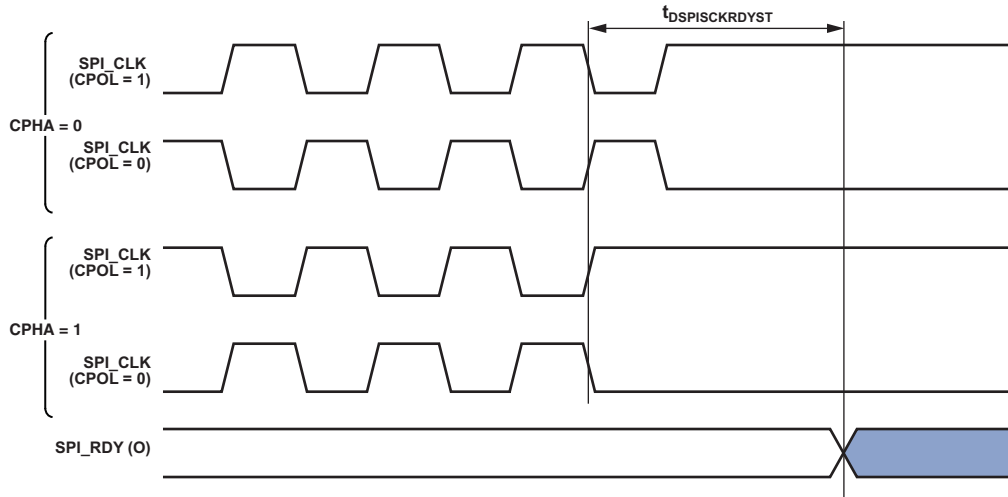 tDSPISCKRDYST
SPI_CLK
(CPOL = 1)
CPHA = 0
SPI_CLK
(CPOL = 0)
SPI_CLK
(CPOL = 1)
CPHA = 1
SPI_CLK
(CPOL = 0)
SPI_RDY (O)